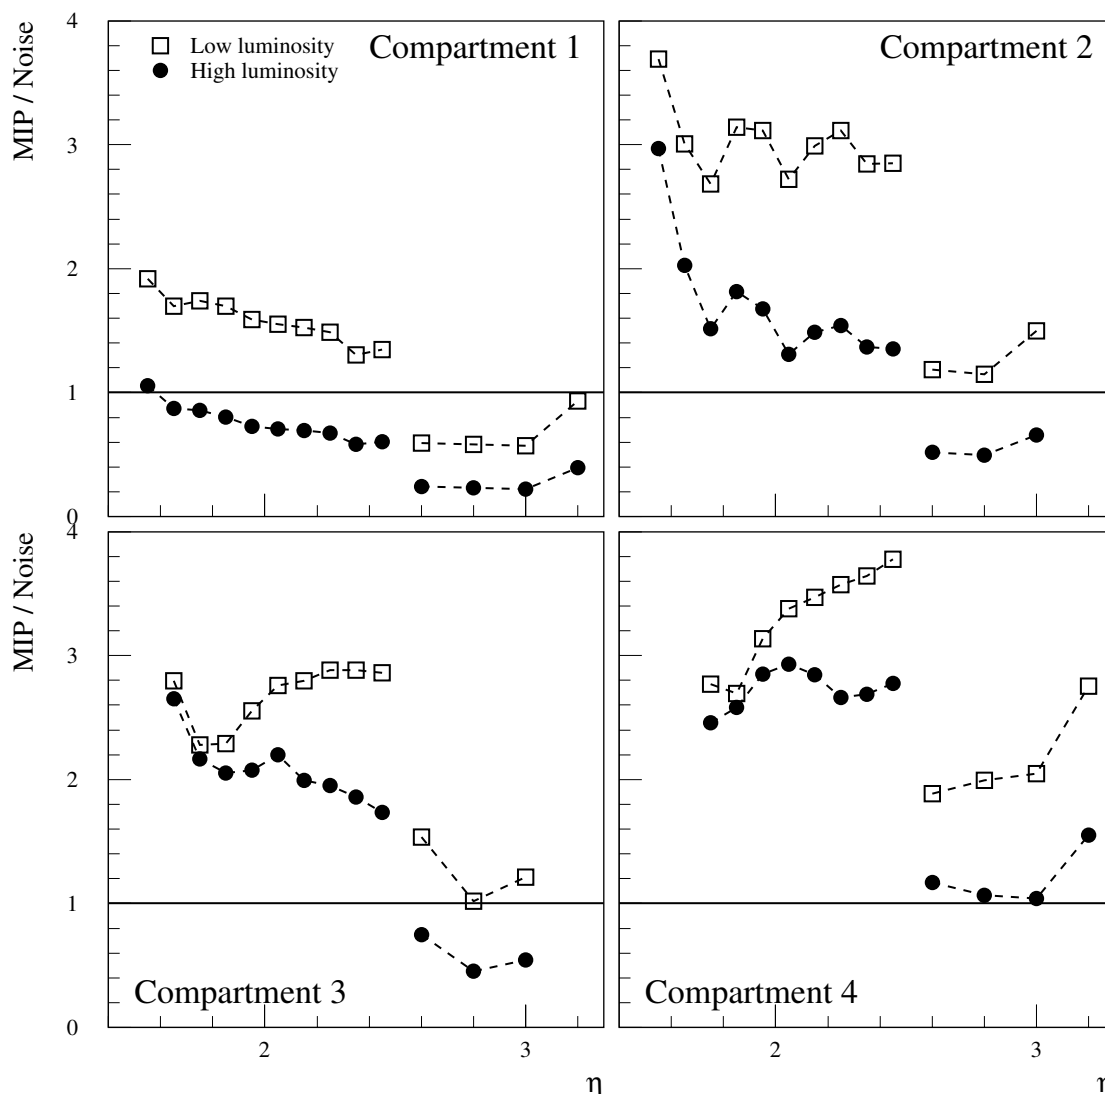 4
3
2
1
0
MIP / Noise
Low luminosity
High luminosity
Compartment 1
Compartment 2
4
3
2
1
0
MIP / Noise
Compartment 3
Compartment 4
2
3
2
3
η
η